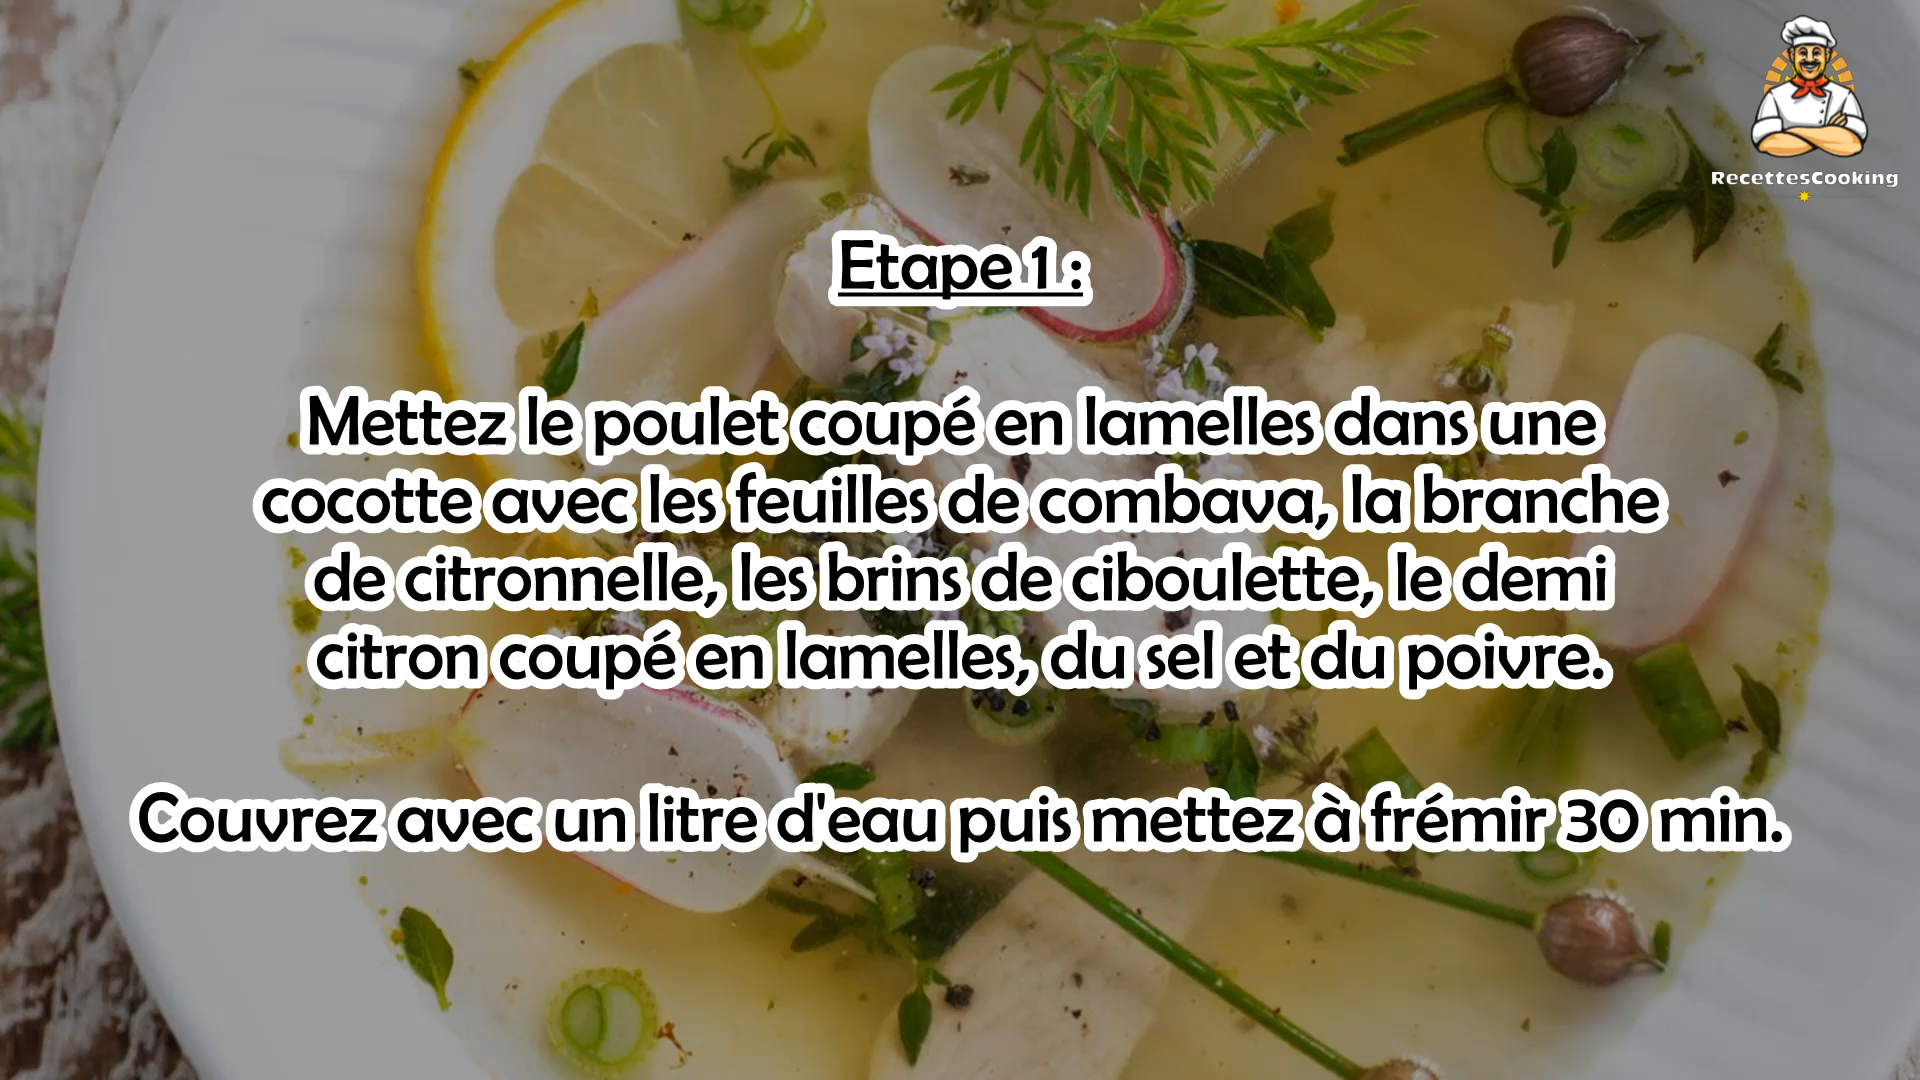 RecettesCooking
Etape 1 :
Mettez le poulet coupé en lamelles dans une
cocotte avec les feuilles de combava, la branche
de citronnelle, les brins de ciboulette, le demi
citron coupé en lamelles, du sel et du poivre.
Couvrez avec un litre d'eau puis mettez à frémir 30 min.